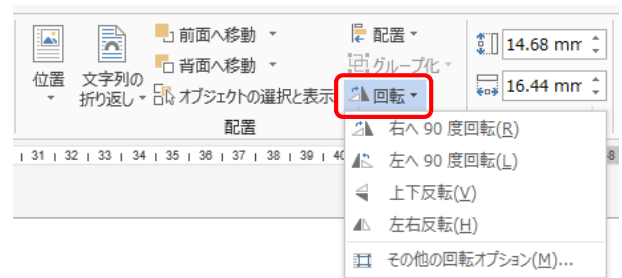 前面へ移動
配置
14.68 mm
位置
文字列の
折り返し
背面へ移動
グループ化
オブジェクトの選択と表示
回転
16.44 mm
配置
31 32 33 34 35 36 37 38 39 40
8
右へ 90 度回転(R)
左へ 90 度回転(L)
上下反転(V)
左右反転(H)
その他の回転オプション(M)...